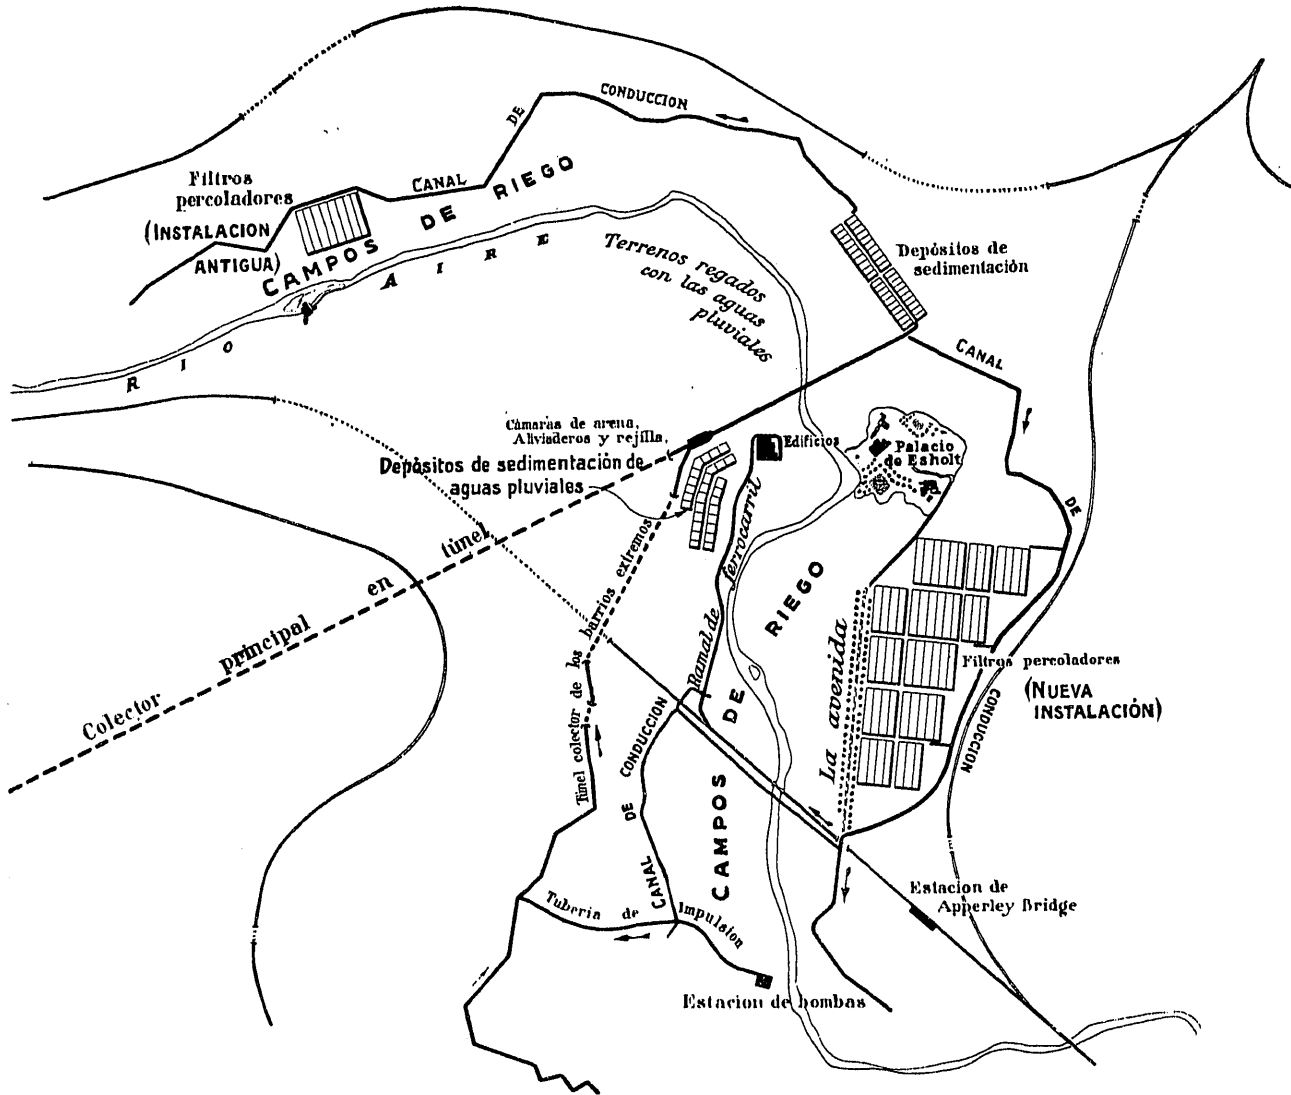 CONDUCCION
DE
CANAL
Filtros
percoladores
(INSTALACION
ANTIGUA)
CAMPOS DE RIEGO
RIO AIRE
Terrenos regados
con las aguas
pluviales
Depósitos de
sedimentación
CANAL
DE
CONDUCCION
Cámaras de arena,
Aliviaderos y rejilla,
Depósitos de sedimentación de
aguas pluviales
Edificios
Palacio
de Esholt
Colector principal en túnel
Túnel colector de los barrios extremos
Ramal de ferrocarril
CAMPOS DE RIEGO
La avenida
Filtros percoladores
(NUEVA
INSTALACIÓN)
CANAL DE CONDUCCION
Tuberia de Impulsion
Estacion de
Apperley Bridge
Estacion de bombas